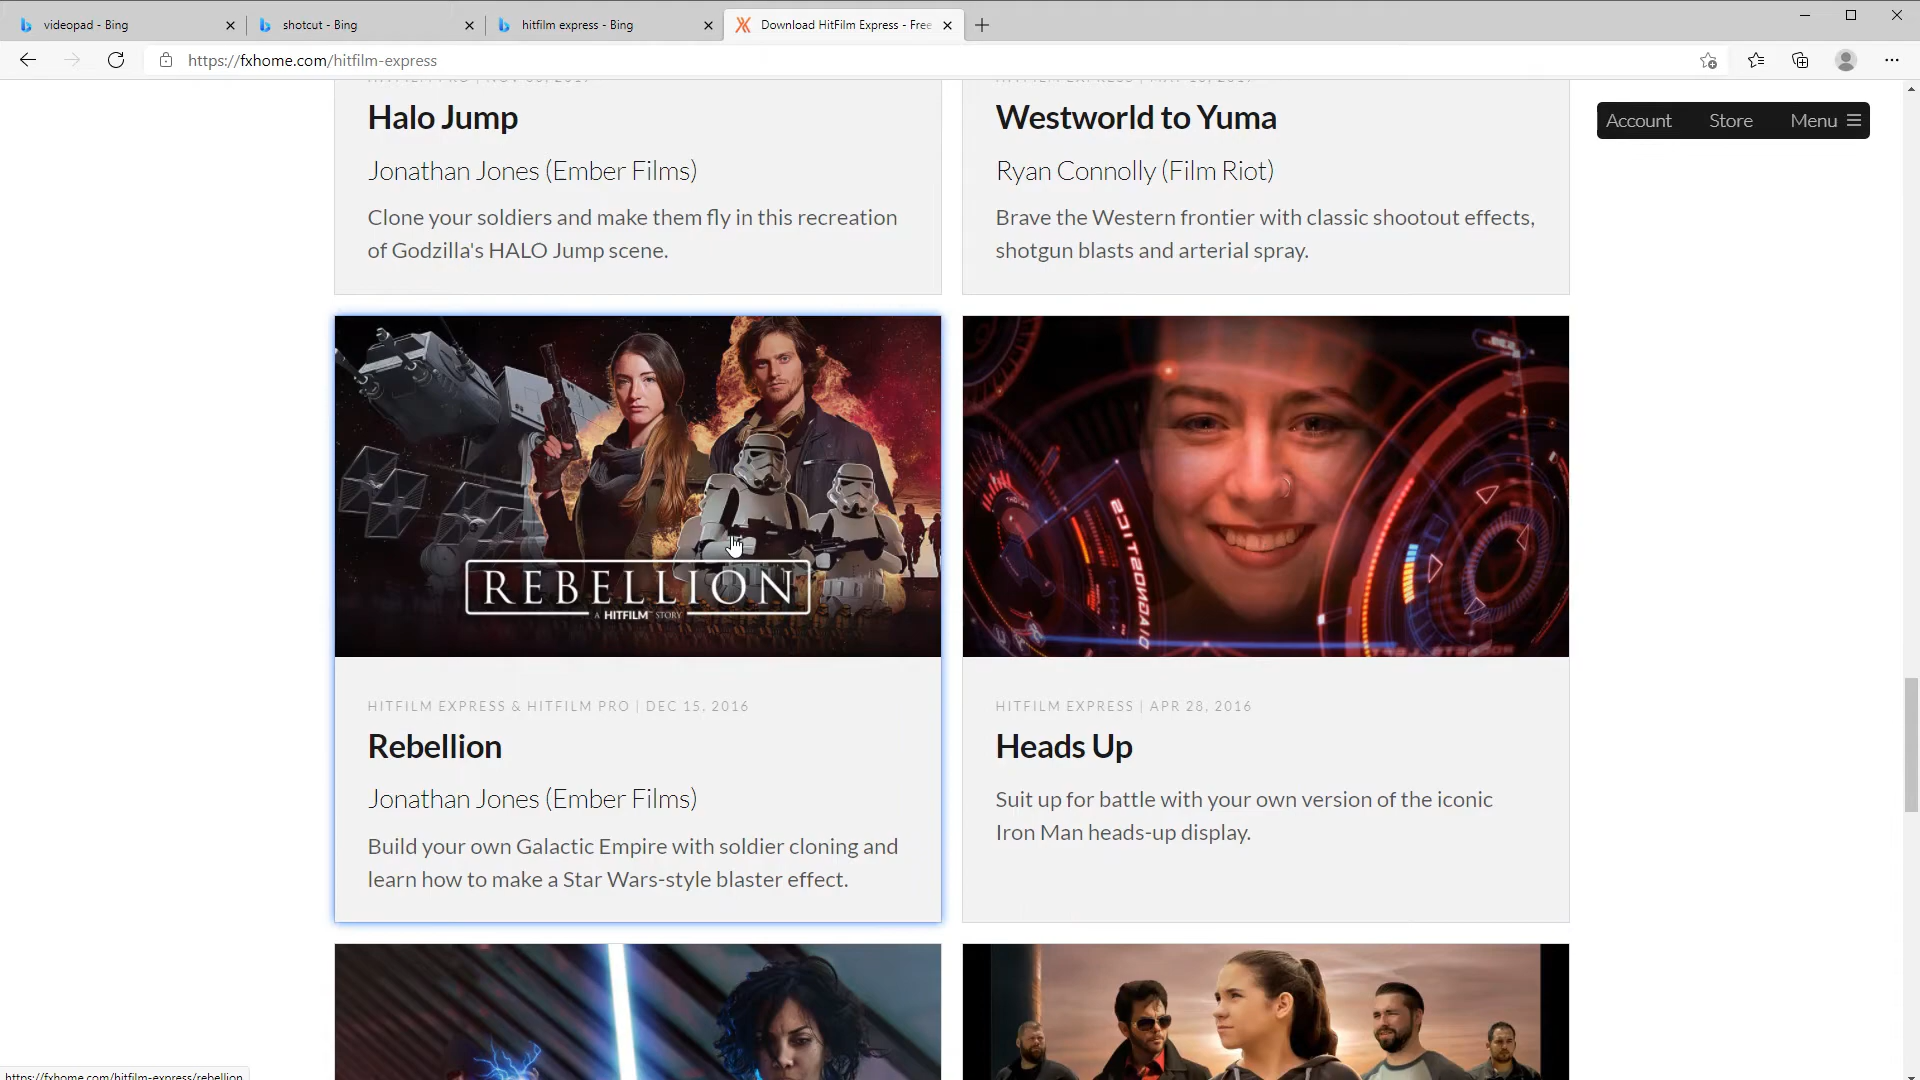 videopad - Bing
shotcut - Bing
hitfilm express - Bing
Download HitFilm Express - Free
https://fxhome.com/hitfilm-express
Account Store Menu
Halo Jump
Jonathan Jones (Ember Films)
Clone your soldiers and make them fly in this recreation
of Godzilla's HALO Jump scene.
Westworld to Yuma
Ryan Connolly (Film Riot)
Brave the Western frontier with classic shootout effects,
shotgun blasts and arterial spray.
REBELLION
A HITFILM STORY
DIAGNOSTICS
HITFILM EXPRESS & HITFILM PRO | DEC 15, 2016
Rebellion
Jonathan Jones (Ember Films)
Build your own Galactic Empire with soldier cloning and
learn how to make a Star Wars-style blaster effect.
HITFILM EXPRESS | APR 28, 2016
Heads Up
Suit up for battle with your own version of the iconic
Iron Man heads-up display.
https://fxhome.com/hitfilm-express/rebellion